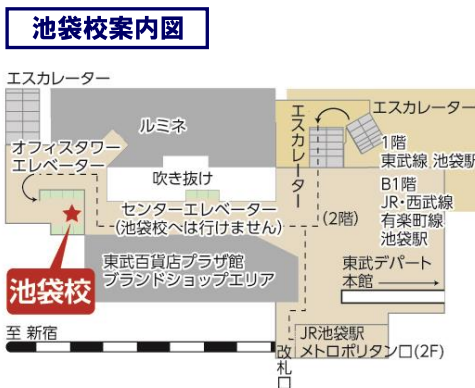 池袋校案内図
エスカレーター
ルミネ
エスカレーター
エスカレーター
オフィスタワー
エレベーター
1階
東武線 池袋駅
B1階
JR・西武線
有楽町線
池袋駅
吹き抜け
センターエレベーター
(池袋校へは行けません)
(2階)
池袋校
東武百貨店プラザ館
ブランドショップエリア
東武デパート
本館
至 新宿
改札口
JR池袋駅
メトロポリタン口(2F)